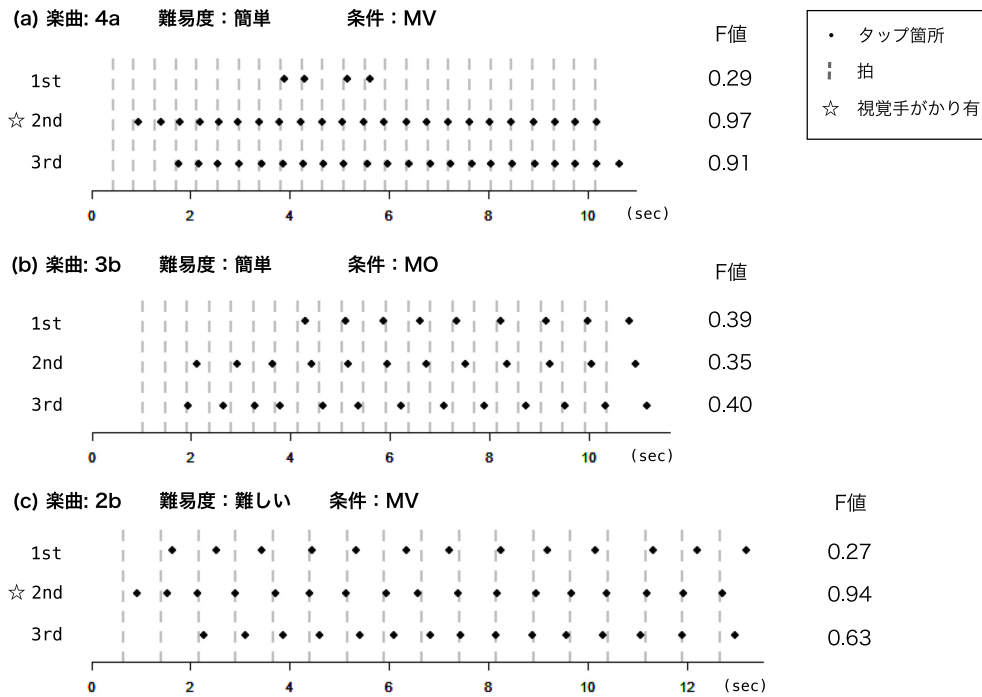 (a) 楽曲: 4a 難易度：簡単 条件：MV
F値
1st 0.29
☆ 2nd 0.97
3rd 0.91
0 2 4 6 8 10 (sec)
タップ箇所
拍
☆ 視覚手がかり有
(b) 楽曲: 3b 難易度：簡単 条件：MO
F値
1st 0.39
2nd 0.35
3rd 0.40
0 2 4 6 8 10 (sec)
(c) 楽曲: 2b 難易度：難しい 条件：MV
F値
1st 0.27
☆ 2nd 0.94
3rd 0.63
0 2 4 6 8 10 12 (sec)